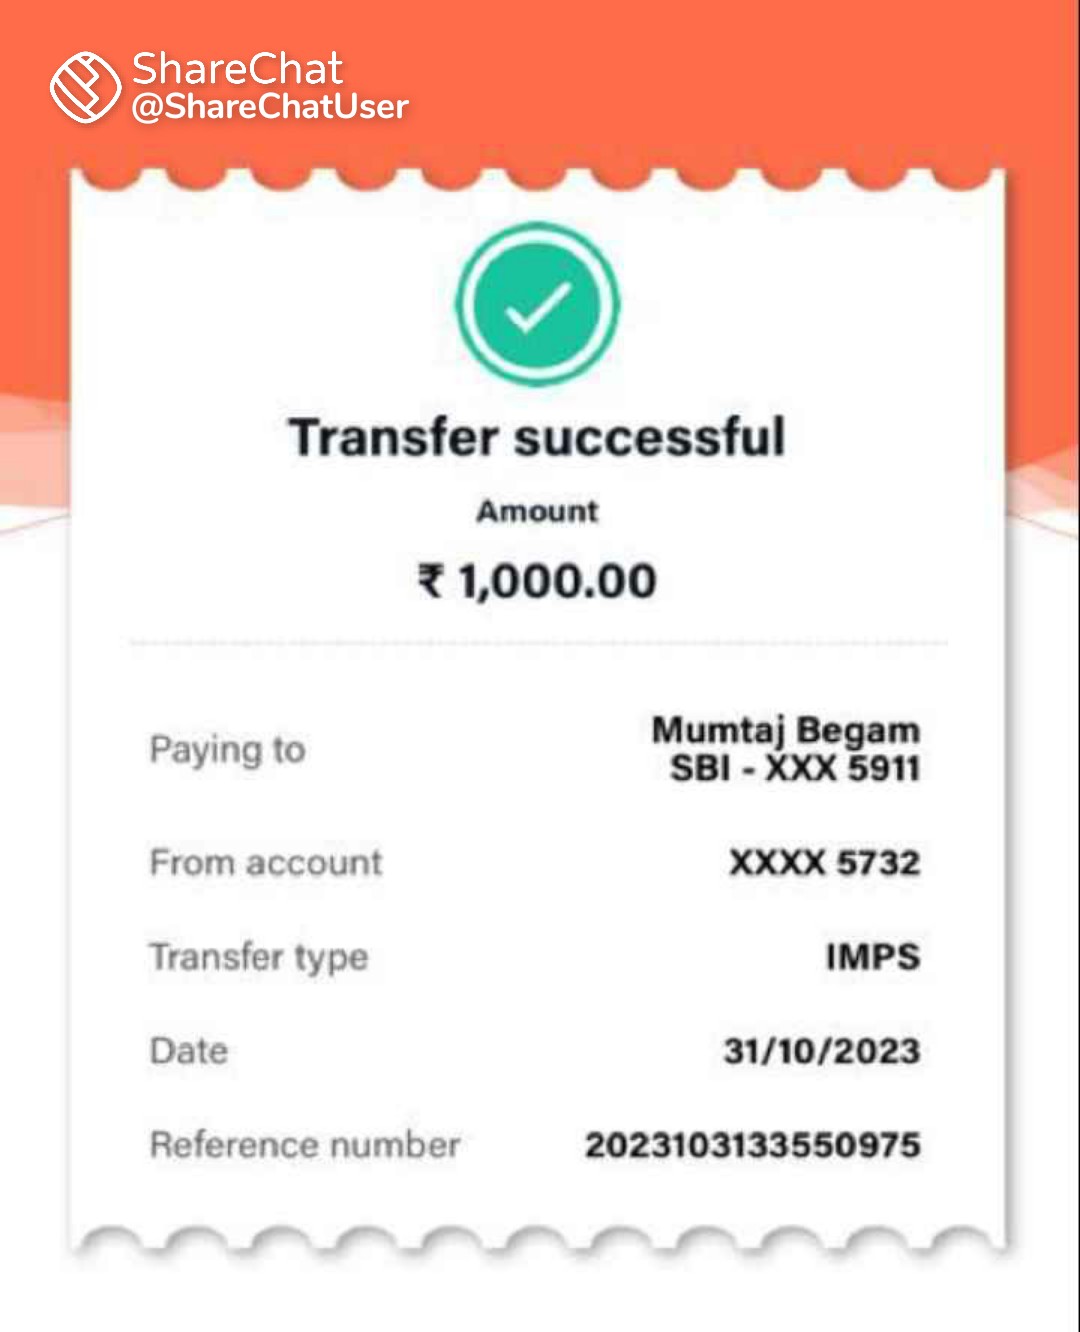 ShareChat
@ShareChatUser
Transfer successful
Amount
₹ 1,000.00
Paying to
Mumtaj Begam
SBI - XXX 5911
From account
XXXX 5732
Transfer type
IMPS
Date
31/10/2023
Reference number
2023103133550975